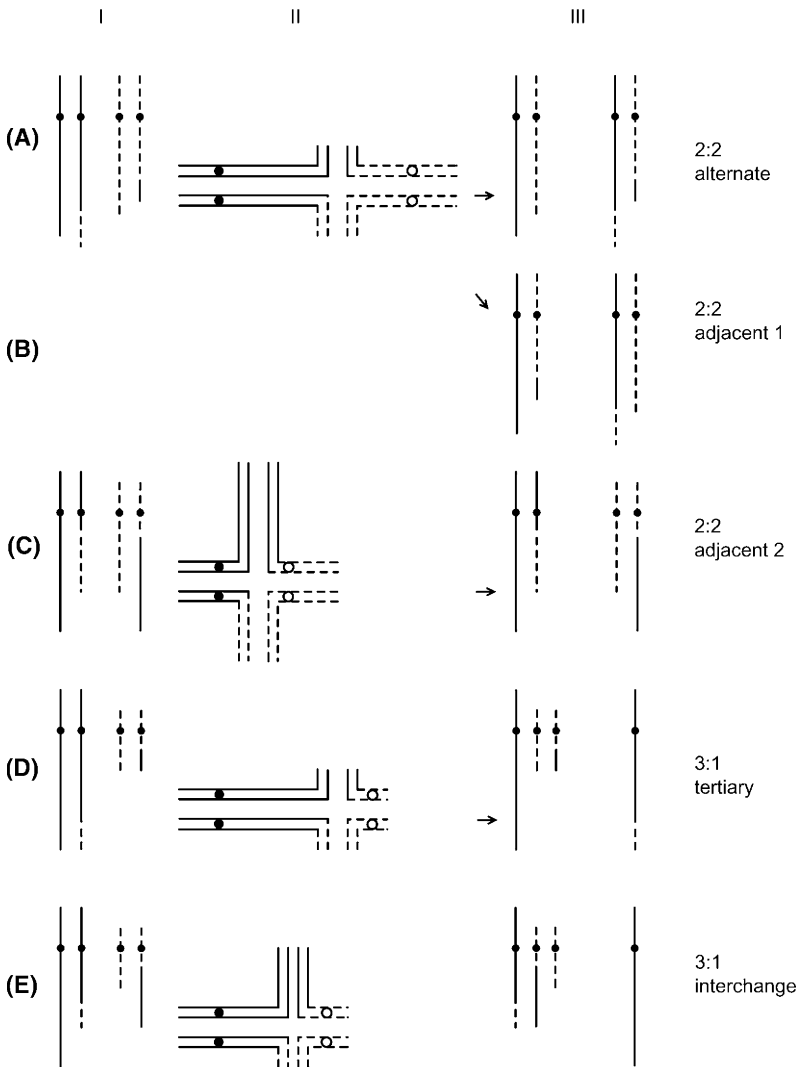 I II III
(A)
2:2
alternate
2:2
adjacent 1
(B)
2:2
adjacent 2
(C)
3:1
tertiary
(D)
3:1
interchange
(E)